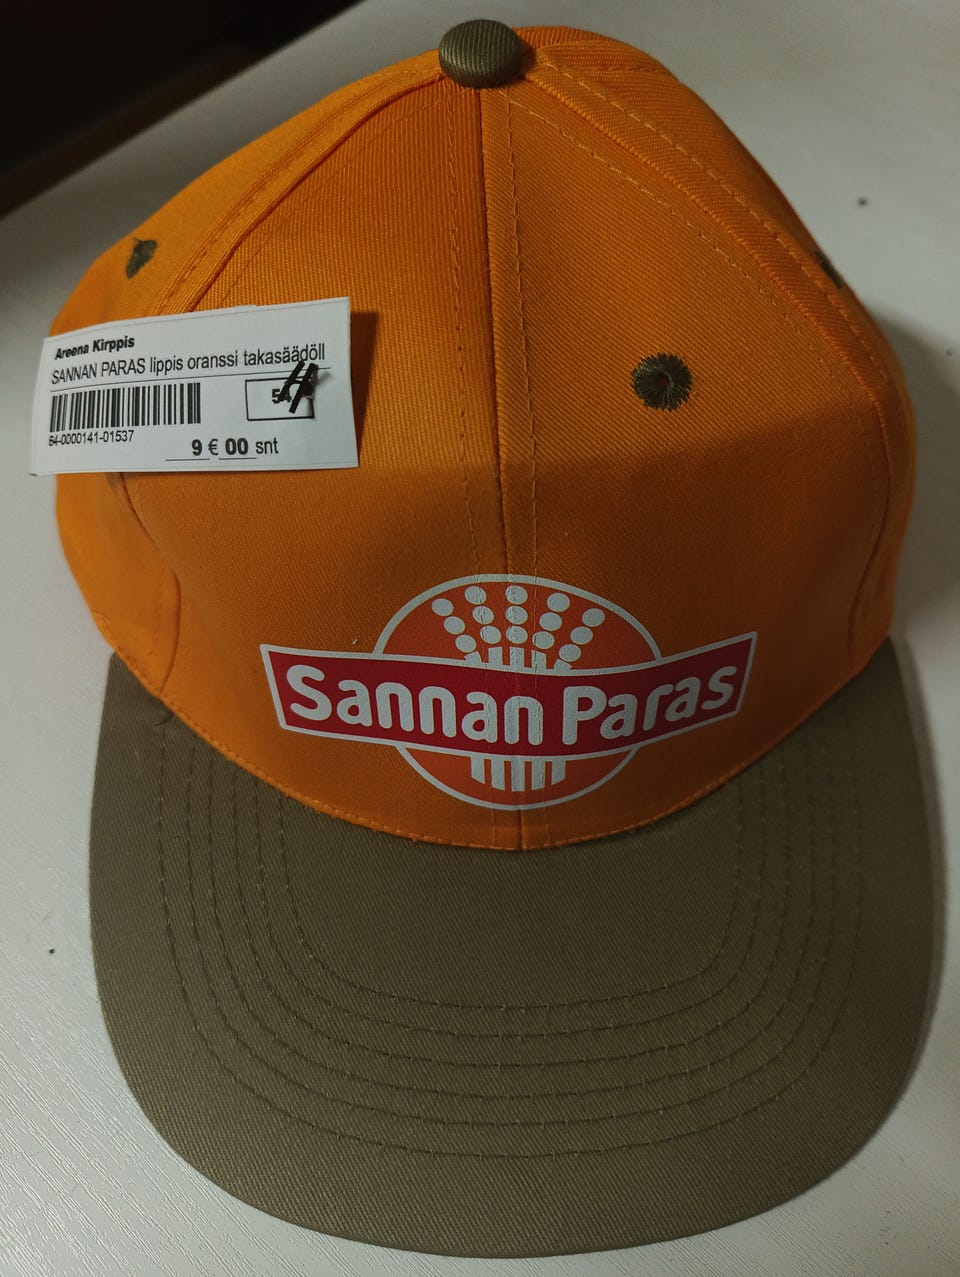 Areena Kirppis
SANNAN PARAS lippis oranssi takasäädöll
64-0000141-01537
9 € 00 snt
Sannan Paras